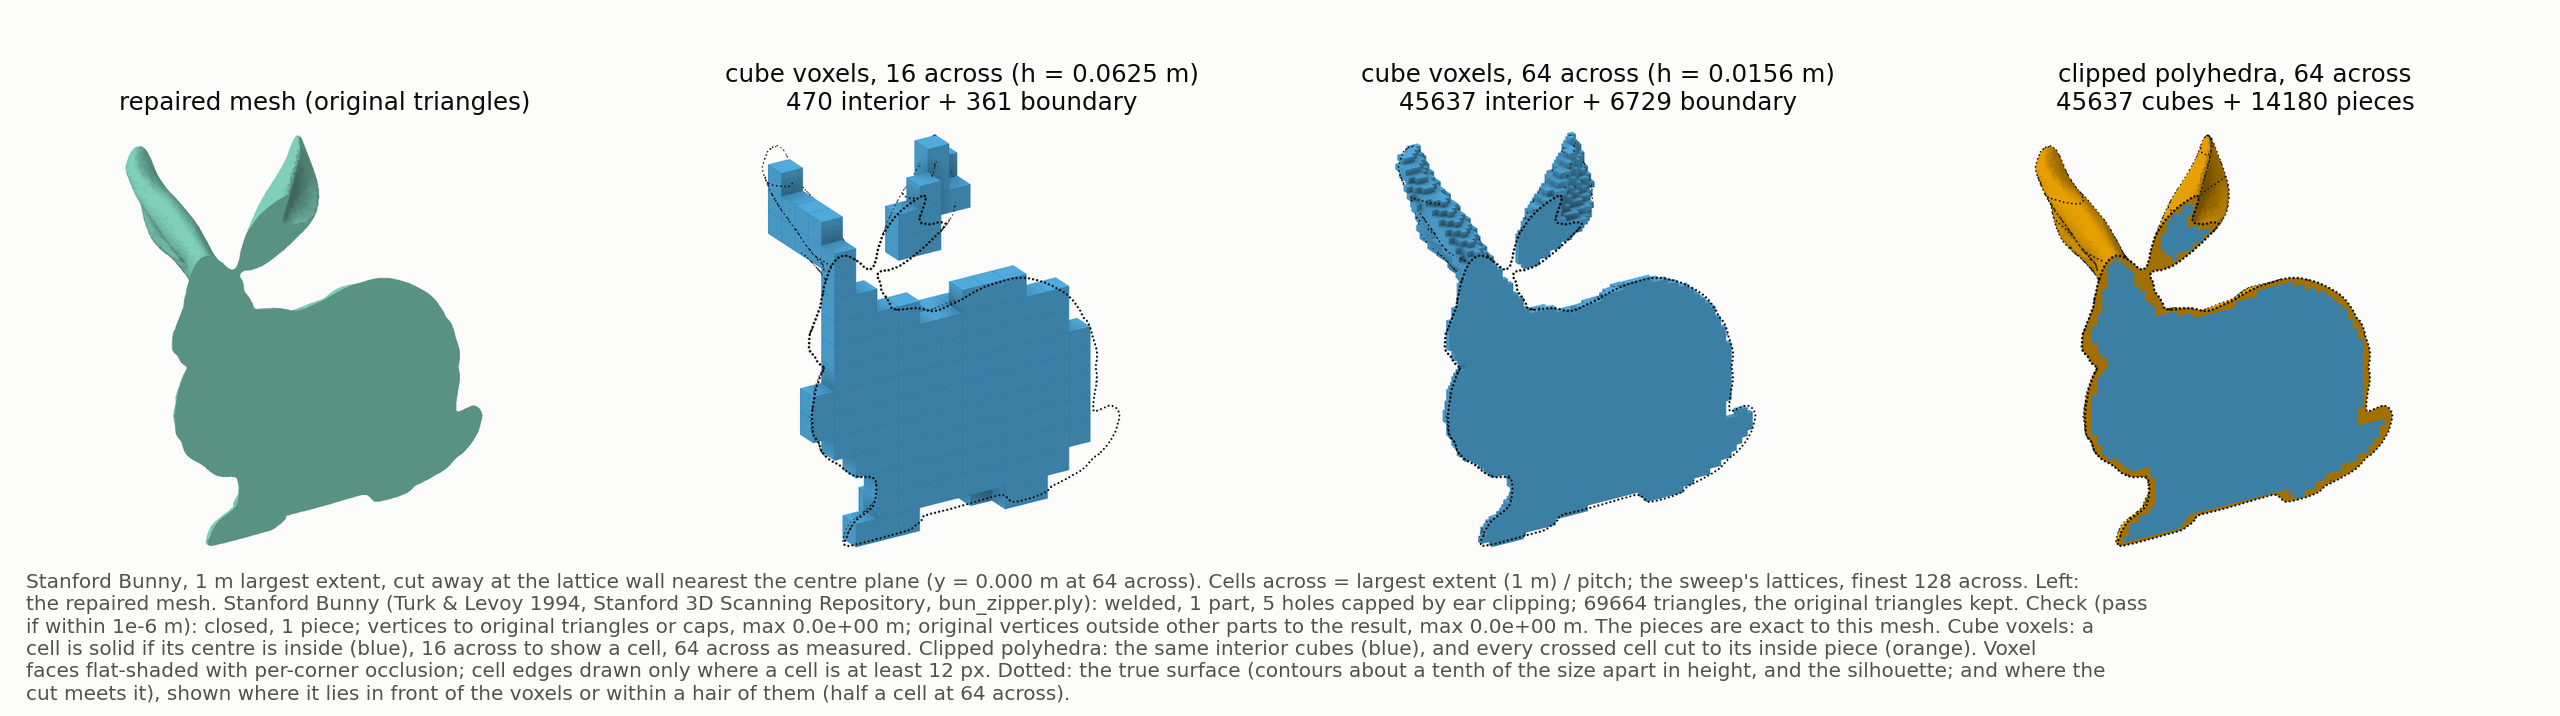 repaired mesh (original triangles)
cube voxels, 16 across (h = 0.0625 m)
470 interior + 361 boundary
cube voxels, 64 across (h = 0.0156 m)
45637 interior + 6729 boundary
clipped polyhedra, 64 across
45637 cubes + 14180 pieces
Stanford Bunny, 1 m largest extent, cut away at the lattice wall nearest the centre plane (y = 0.000 m at 64 across). Cells across = largest extent (1 m) / pitch; the sweep's lattices, finest 128 across. Left:
the repaired mesh. Stanford Bunny (Turk & Levoy 1994, Stanford 3D Scanning Repository, bun_zipper.ply): welded, 1 part, 5 holes capped by ear clipping; 69664 triangles, the original triangles kept. Check (pass
if within 1e-6 m): closed, 1 piece; vertices to original triangles or caps, max 0.0e+00 m; original vertices outside other parts to the result, max 0.0e+00 m. The pieces are exact to this mesh. Cube voxels: a
cell is solid if its centre is inside (blue), 16 across to show a cell, 64 across as measured. Clipped polyhedra: the same interior cubes (blue), and every crossed cell cut to its inside piece (orange). Voxel
faces flat-shaded with per-corner occlusion; cell edges drawn only where a cell is at least 12 px. Dotted: the true surface (contours about a tenth of the size apart in height, and the silhouette; and where the
cut meets it), shown where it lies in front of the voxels or within a hair of them (half a cell at 64 across).